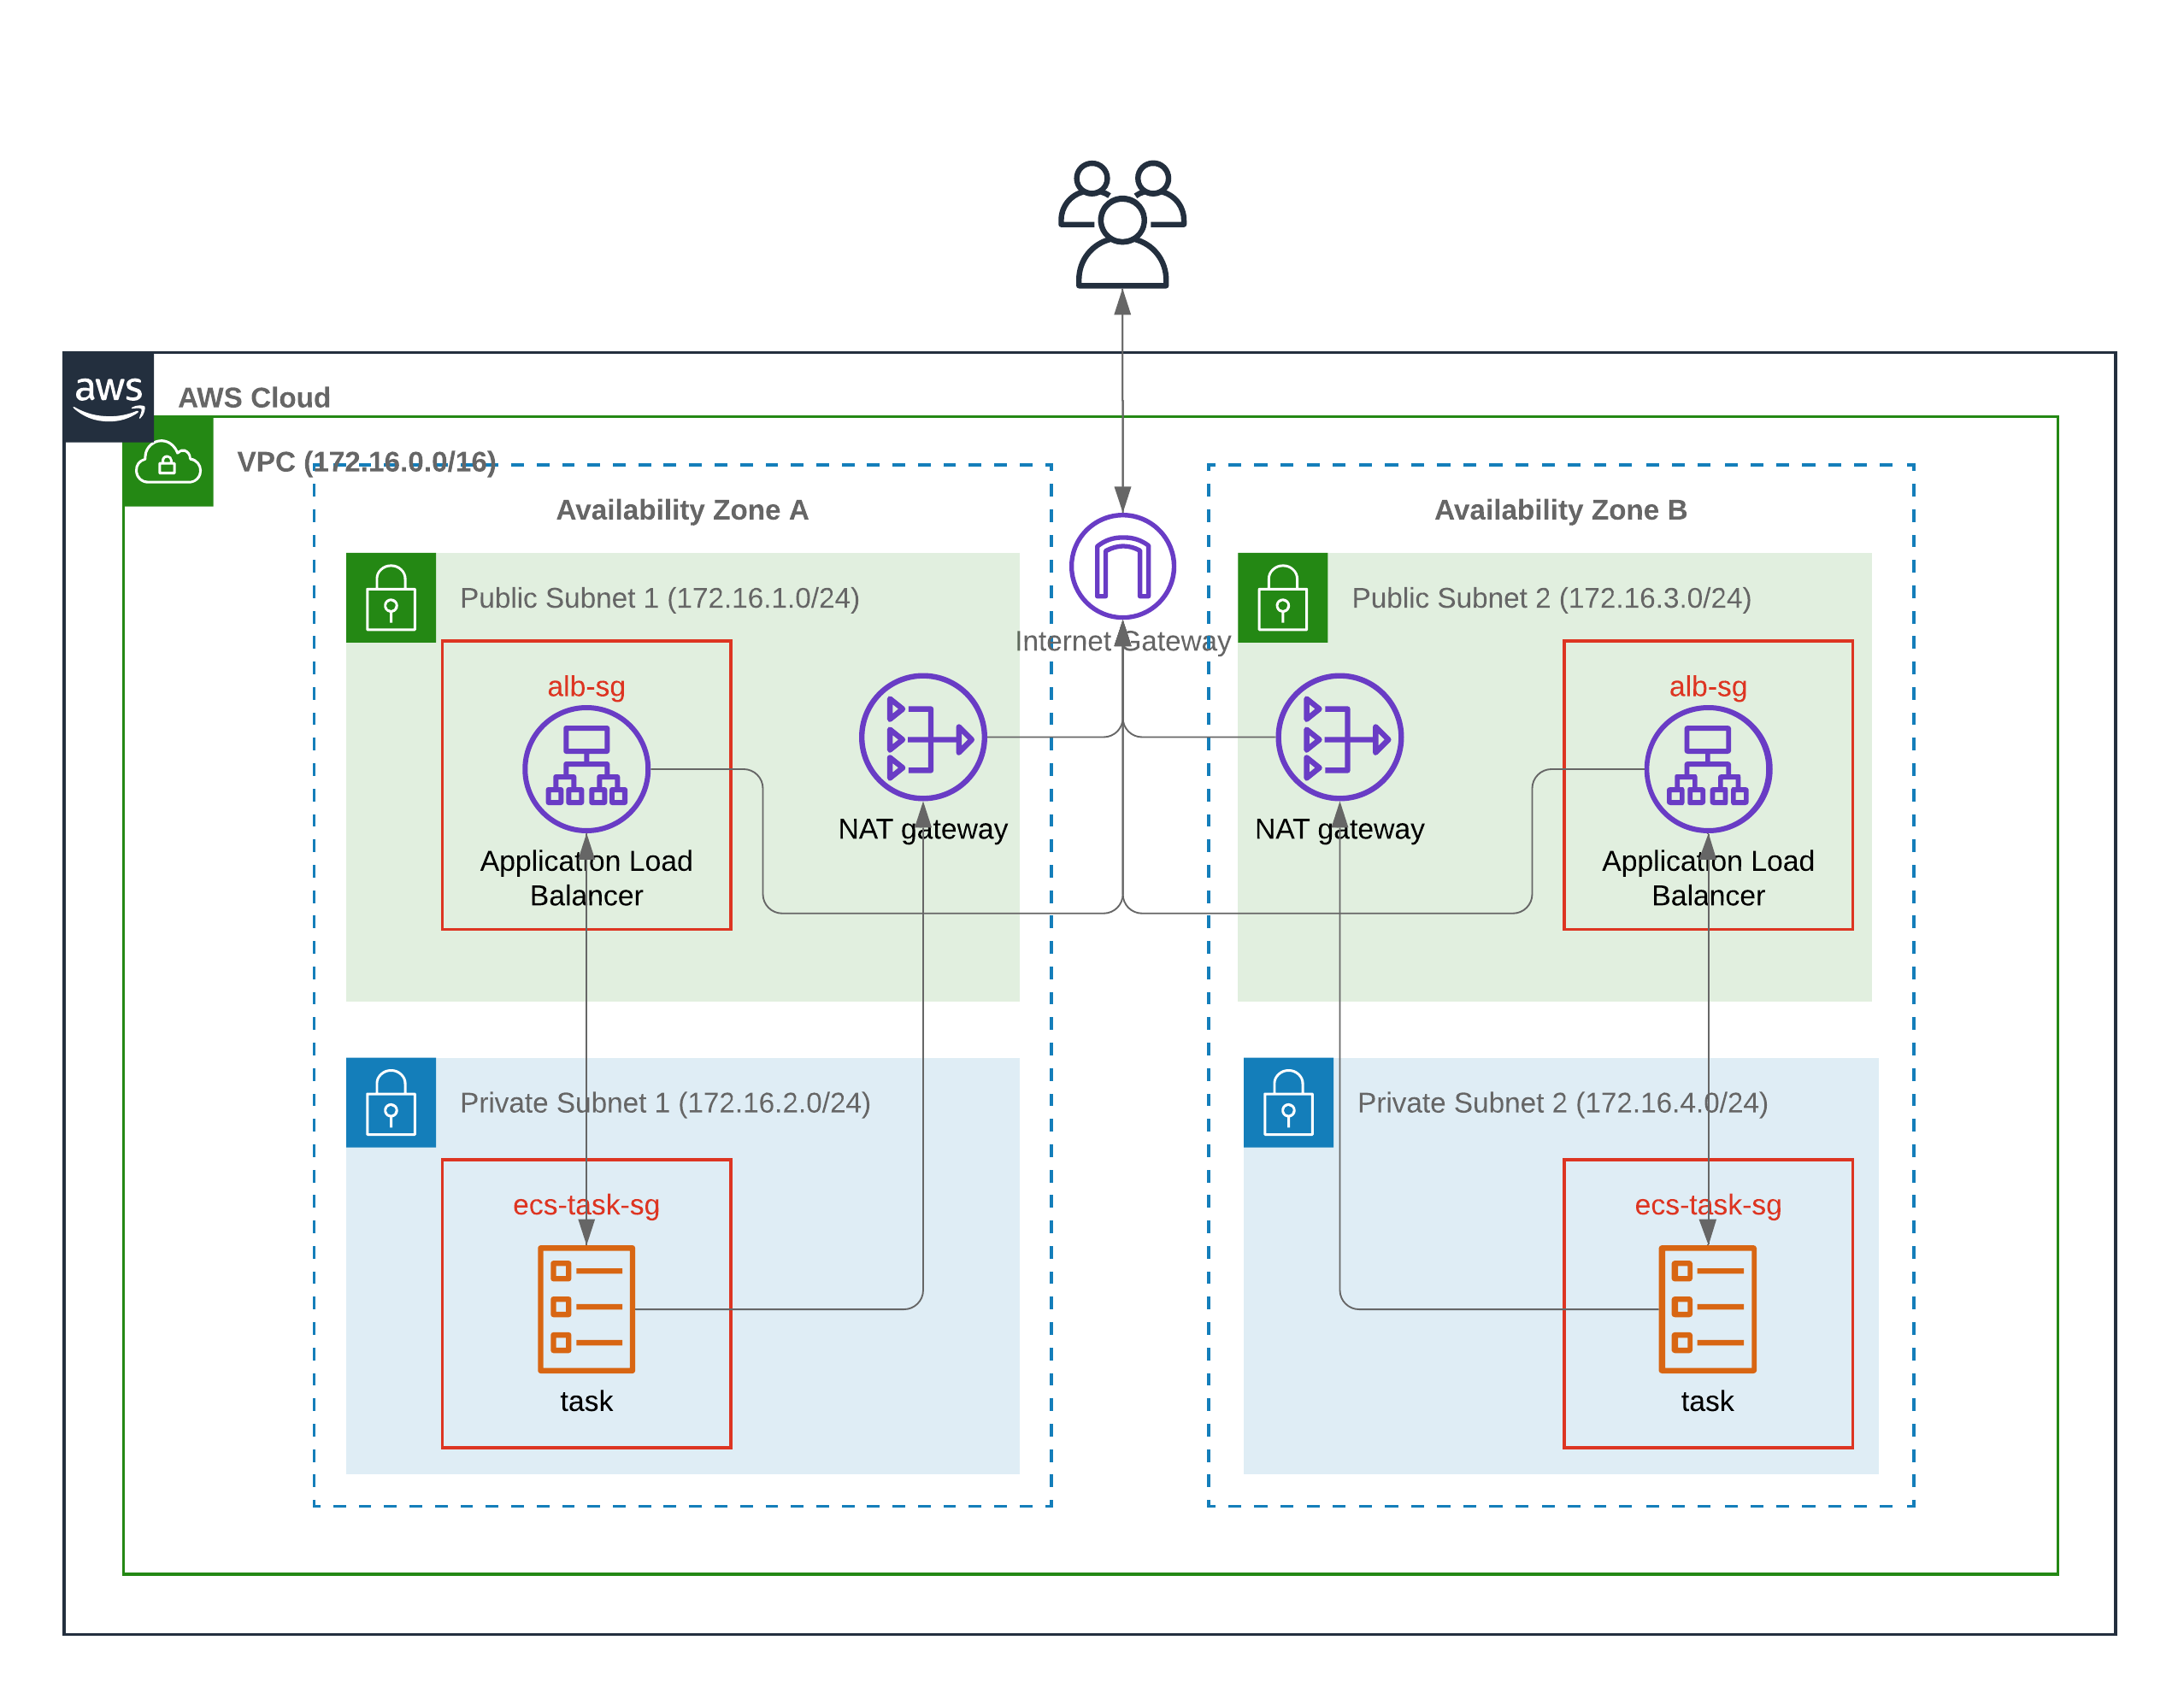 aws
AWS Cloud
VPC (172.16.0.0/16)
Availability Zone A
Availability Zone B
Public Subnet 1 (172.16.1.0/24)
Public Subnet 2 (172.16.3.0/24)
Internet Gateway
alb-sg
alb-sg
NAT gateway
NAT gateway
Application Load
Balancer
Application Load
Balancer
Private Subnet 1 (172.16.2.0/24)
Private Subnet 2 (172.16.4.0/24)
ecs-task-sg
ecs-task-sg
task
task